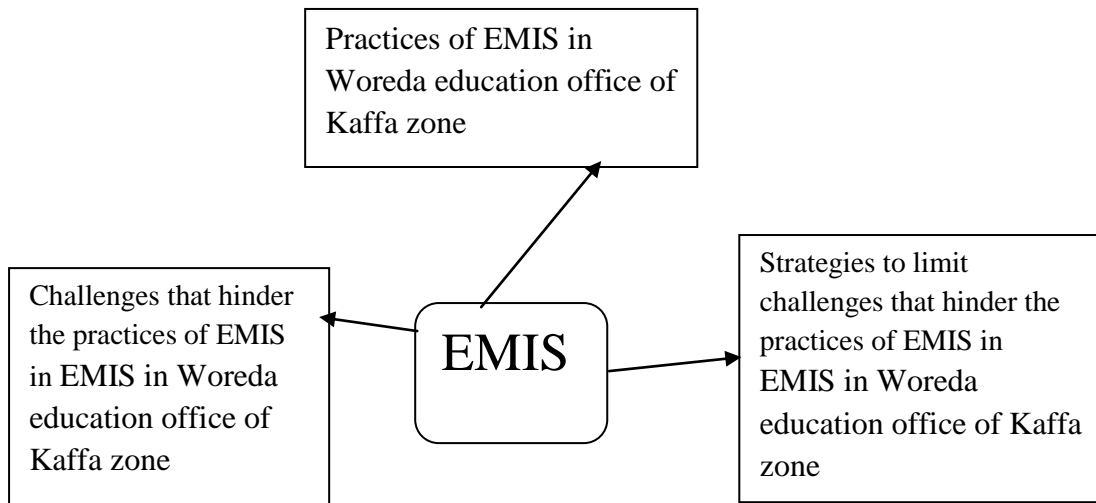 Practices of EMIS in
Woreda education office of
Kaffa zone
Challenges that hinder
the practices of EMIS
in EMIS in Woreda
education office of
Kaffa zone
EMIS
Strategies to limit
challenges that hinder the
practices of EMIS in
EMIS in Woreda
education office of Kaffa
zone